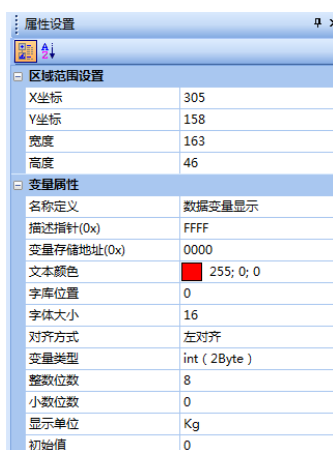 属性设置
区域范围设置
X坐标 305
Y坐标 158
宽度 163
高度 46
变量属性
名称定义 数据变量显示
描述指针(0x) FFFF
变量存储地址(0x) 0000
文本颜色 255; 0; 0
字库位置 0
字体大小 16
对齐方式 左对齐
变量类型 int（2Byte）
整数位数 8
小数位数 0
显示单位 Kg
初始值 0